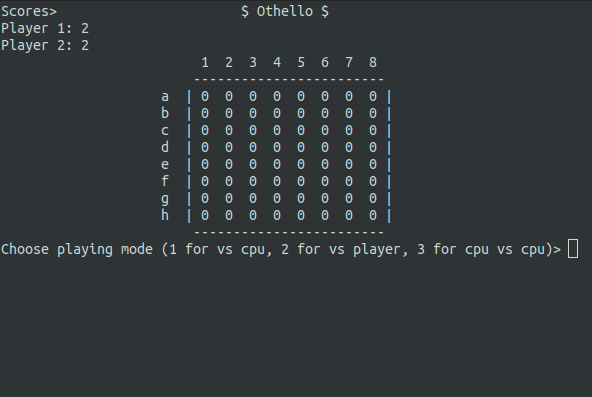 Scores>                       $ Othello $
Player 1: 2
Player 2: 2
                         1  2  3  4  5  6  7  8
                        ------------------------
                    a  | 0  0  0  0  0  0  0  0 |
                    b  | 0  0  0  0  0  0  0  0 |
                    c  | 0  0  0  0  0  0  0  0 |
                    d  | 0  0  0  0  0  0  0  0 |
                    e  | 0  0  0  0  0  0  0  0 |
                    f  | 0  0  0  0  0  0  0  0 |
                    g  | 0  0  0  0  0  0  0  0 |
                    h  | 0  0  0  0  0  0  0  0 |
                        ------------------------
Choose playing mode (1 for vs cpu, 2 for vs player, 3 for cpu vs cpu)>